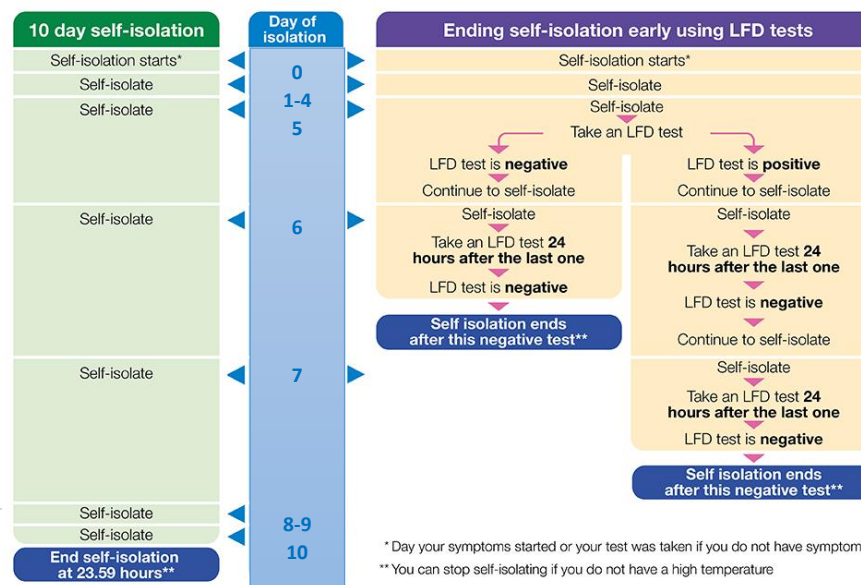 10 day self-isolation
Self-isolation starts*
Self-isolate
Self-isolate
Self-isolate
Self-isolate
Self-isolate
Self-isolate
End self-isolation
at 23.59 hours**
Day of
isolation
0
1-4
5
6
7
8-9
10
Ending self-isolation early using LFD tests
Self-isolation starts*
Self-isolate
Self-isolate
Take an LFD test
LFD test is negative
Continue to self-isolate
Self-isolate
Take an LFD test 24
hours after the last one
LFD test is negative
Self isolation ends
after this negative test**
LFD test is positive
Continue to self-isolate
Self-isolate
Take an LFD test 24
hours after the last one
LFD test is negative
Continue to self-isolate
Self-isolate
Take an LFD test 24
hours after the last one
LFD test is negative
Self isolation ends
after this negative test**
* Day your symptoms started or your test was taken if you do not have symptom
** You can stop self-isolating if you do not have a high temperature